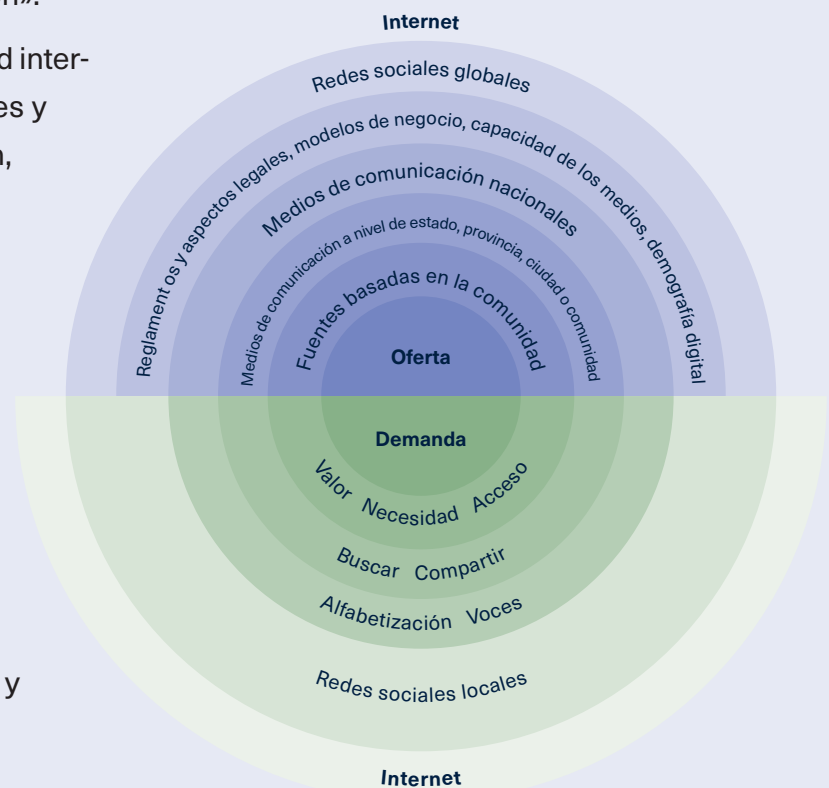 Internet
d inter-
es y
Redes sociales globales
Reglament os y aspectos legales, modelos de negocio, capacidad de los medios, demografía digital
Medios de comunicación nacionales
Medios de comunicación a nivel de estado, provincia, ciudad o comunidad
Fuentes basadas en la comunidad
Oferta
Demanda
Valor Necesidad Acceso
Buscar Compartir
Alfabetización Voces
Redes sociales locales
y
Internet